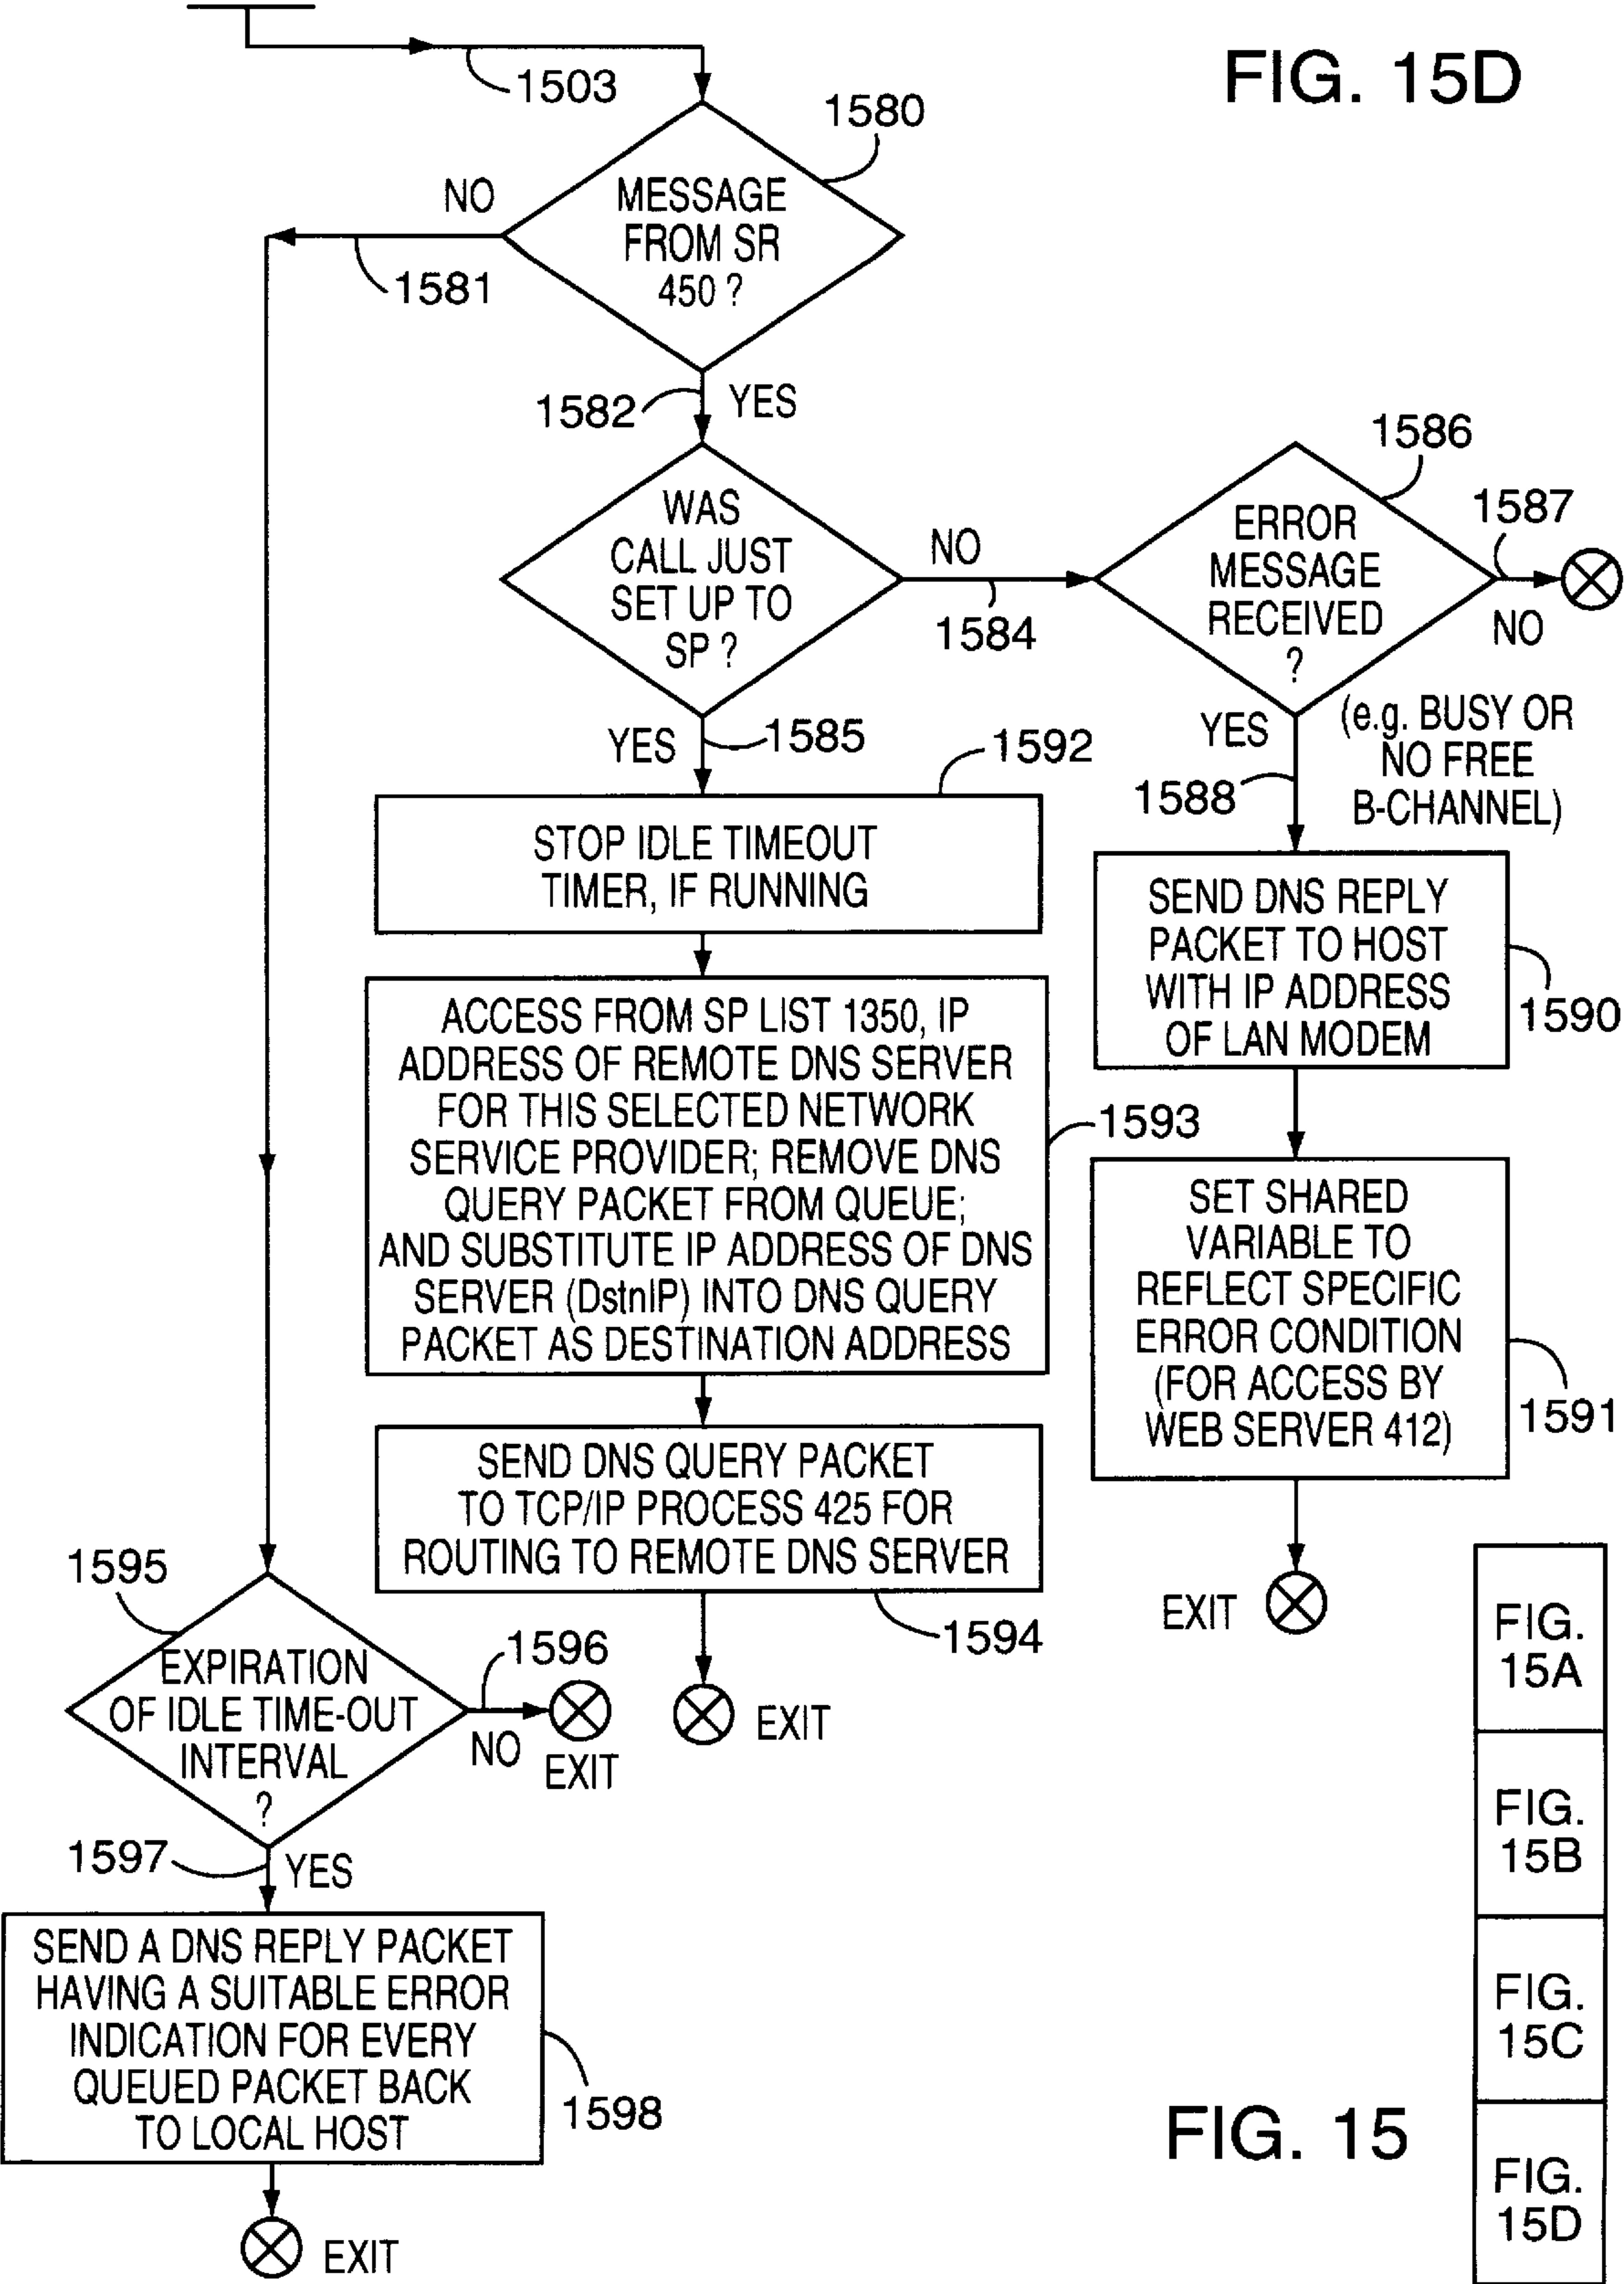 FIG. 15D
1503
1580
MESSAGE
FROM SR
450 ?
NO
1581
1582
YES
WAS
CALL JUST
SET UP TO
SP ?
NO
1584
1586
ERROR
MESSAGE
RECEIVED
?
1587
NO
YES
1585
YES
1588
(e.g. BUSY OR
NO FREE
B-CHANNEL)
1592
STOP IDLE TIMEOUT
TIMER, IF RUNNING
SEND DNS REPLY
PACKET TO HOST
WITH IP ADDRESS
OF LAN MODEM
1590
ACCESS FROM SP LIST 1350, IP
ADDRESS OF REMOTE DNS SERVER
FOR THIS SELECTED NETWORK
SERVICE PROVIDER; REMOVE DNS
QUERY PACKET FROM QUEUE;
AND SUBSTITUTE IP ADDRESS OF DNS
SERVER (DstnIP) INTO DNS QUERY
PACKET AS DESTINATION ADDRESS
1593
SET SHARED
VARIABLE TO
REFLECT SPECIFIC
ERROR CONDITION
(FOR ACCESS BY
WEB SERVER 412)
1591
EXIT
SEND DNS QUERY PACKET
TO TCP/IP PROCESS 425 FOR
ROUTING TO REMOTE DNS SERVER
1594
EXIT
1595
EXPIRATION
OF IDLE TIME-OUT
INTERVAL
?
1596
NO
EXIT
1597
YES
SEND A DNS REPLY PACKET
HAVING A SUITABLE ERROR
INDICATION FOR EVERY
QUEUED PACKET BACK
TO LOCAL HOST
1598
EXIT
FIG. 15
FIG.
15A
FIG.
15B
FIG.
15C
FIG.
15D